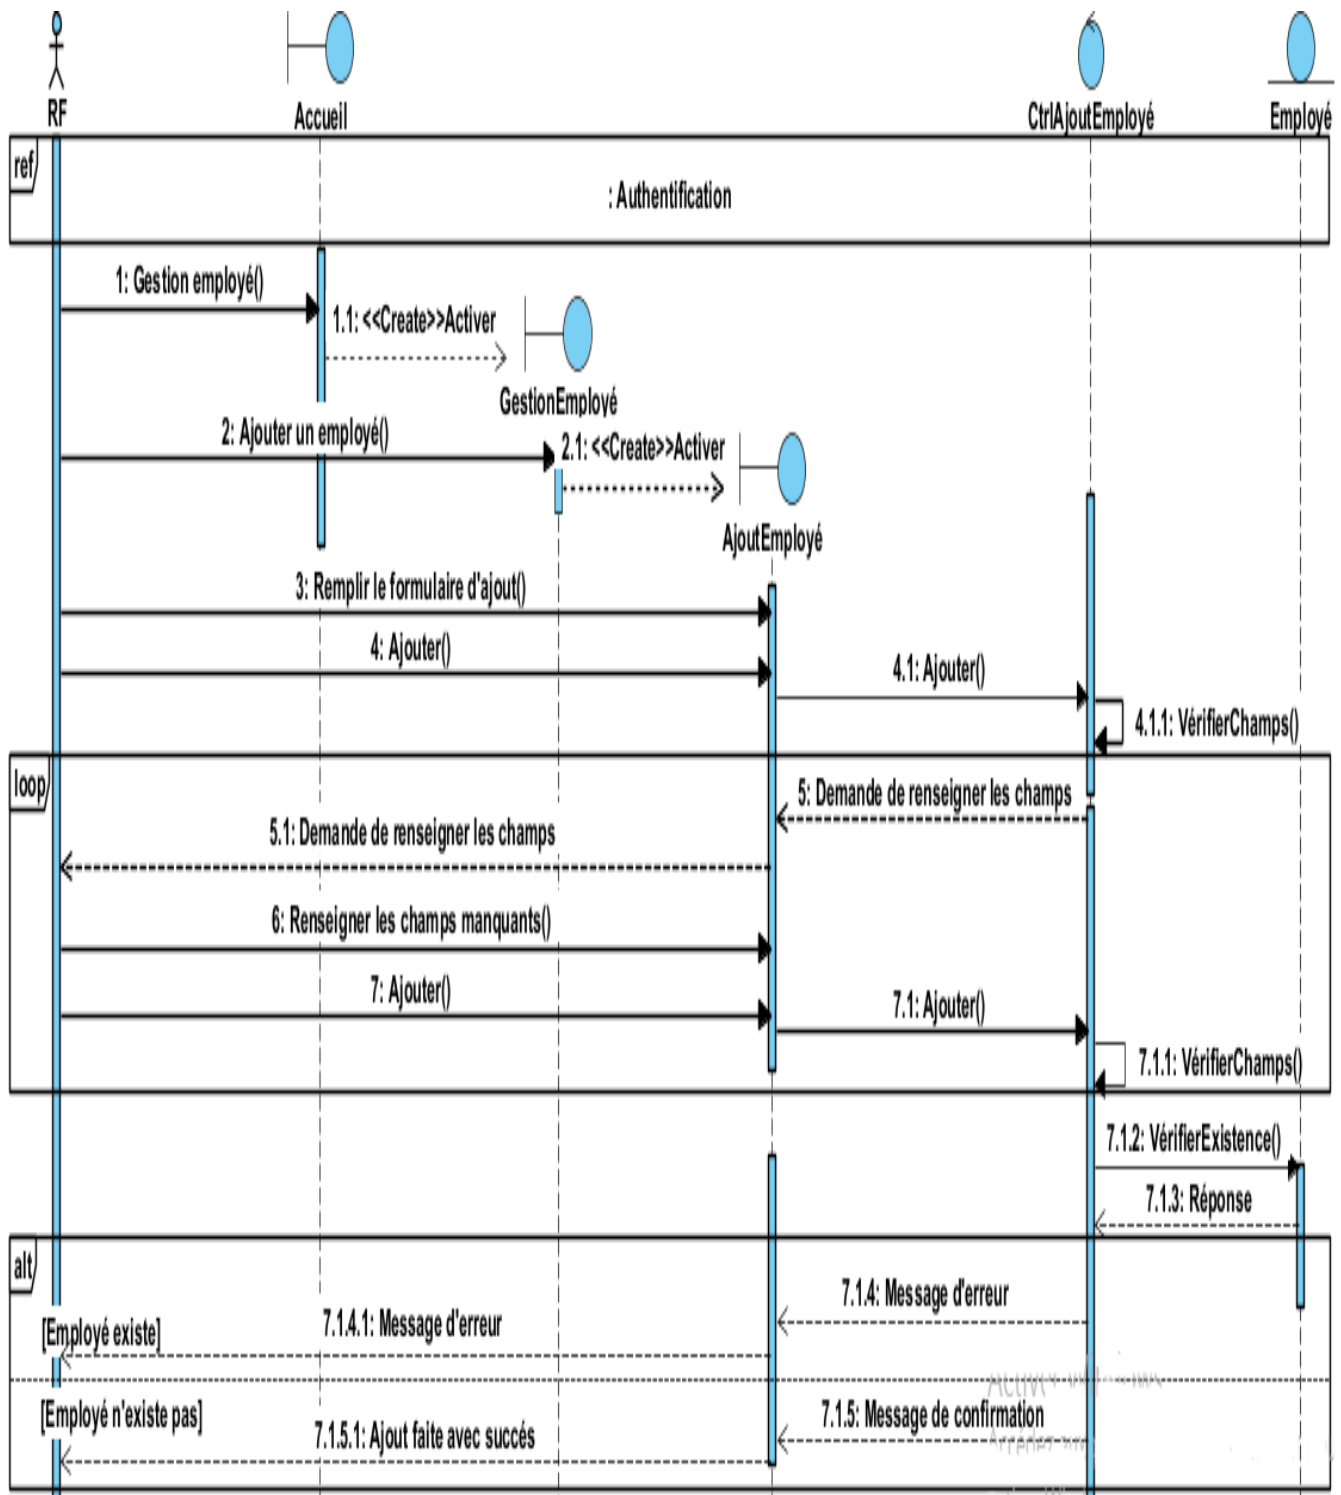 RF
Accueil
CtrlAjoutEmployé
Employé
ref
: Authentification
1: Gestion employé()
1.1: <<Create>>Activer
GestionEmployé
2: Ajouter un employé()
2.1: <<Create>>Activer
AjoutEmployé
3: Remplir le formulaire d'ajout()
4: Ajouter()
4.1: Ajouter()
4.1.1: VérifierChamps()
loop
5: Demande de renseigner les champs
5.1: Demande de renseigner les champs
6: Renseigner les champs manquants()
7: Ajouter()
7.1: Ajouter()
7.1.1: VérifierChamps()
7.1.2: VérifierExistence()
7.1.3: Réponse
alt
7.1.4: Message d'erreur
[Employé existe]
7.1.4.1: Message d'erreur
[Employé n'existe pas]
7.1.5: Message de confirmation
7.1.5.1: Ajout faite avec succés